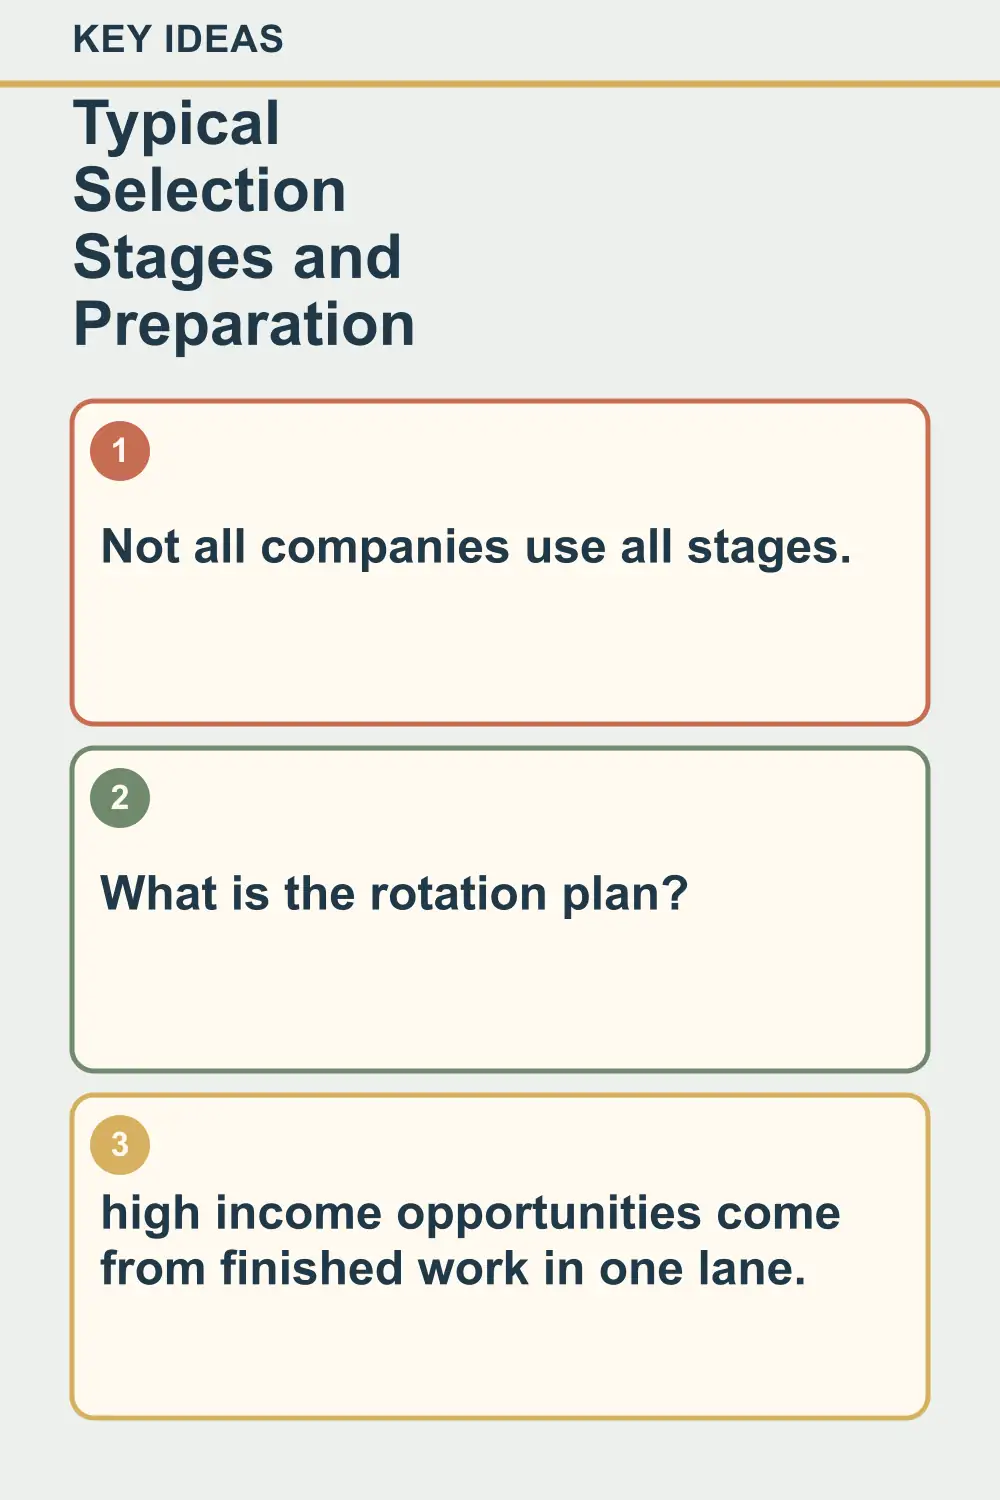 KEY IDEAS
Typical
Selection
Stages and
Preparation
1
Not all companies use all stages.
2
What is the rotation plan?
3
high income opportunities come
from finished work in one lane.